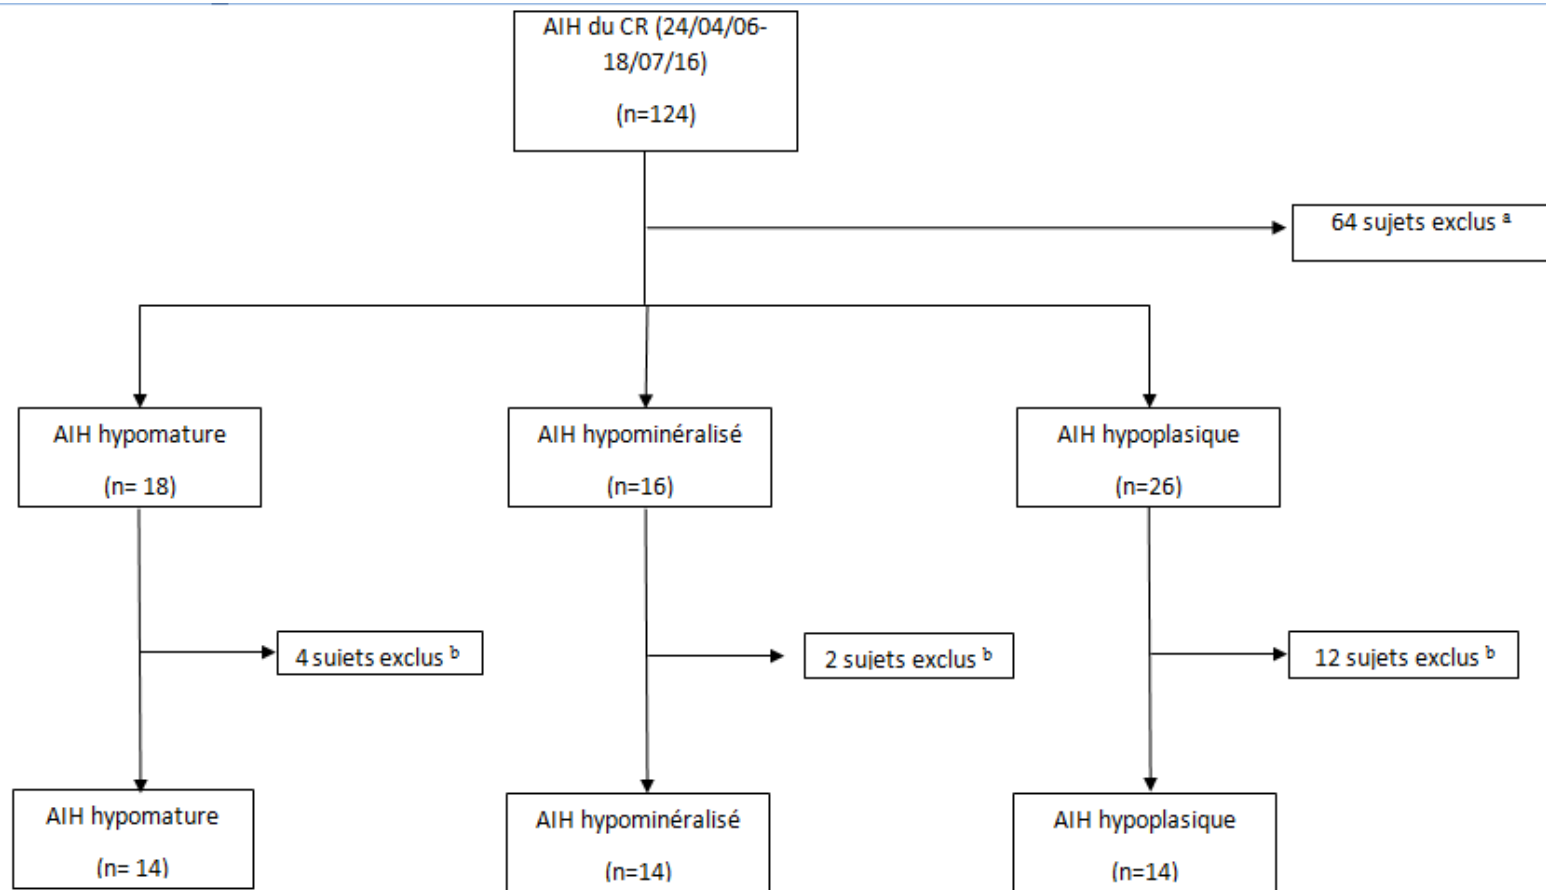 AIH du CR (24/04/06-
18/07/16)
(n=124)
64 sujets exclus ª
AIH hypomature
(n= 18)
AIH hypominéralisé
(n=16)
AIH hypoplasique
(n=26)
4 sujets exclus ᵇ
2 sujets exclus ᵇ
12 sujets exclus ᵇ
AIH hypomature
(n= 14)
AIH hypominéralisé
(n=14)
AIH hypoplasique
(n=14)